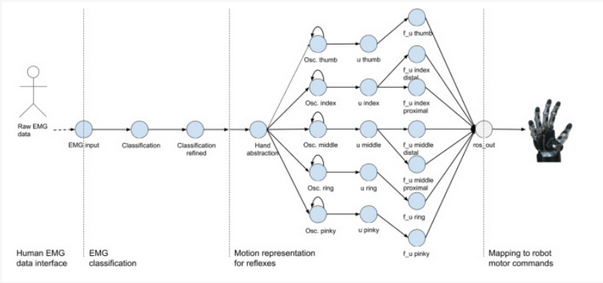 Raw EMG
data
EMG input
Classification
Classification
refined
Hand
abstraction
Osc. thumb
u thumb
f_u thumb
f_u index
distal
Osc. index
u index
f_u index
proximal
Osc. middle
u middle
f_u middle
distal
f_u middle
proximal
Osc. ring
u ring
f_u ring
Osc. pinky
u pinky
f_u pinky
ros_out
Human EMG
data interface
EMG
classification
Motion representation
for reflexes
Mapping to robot
motor commands